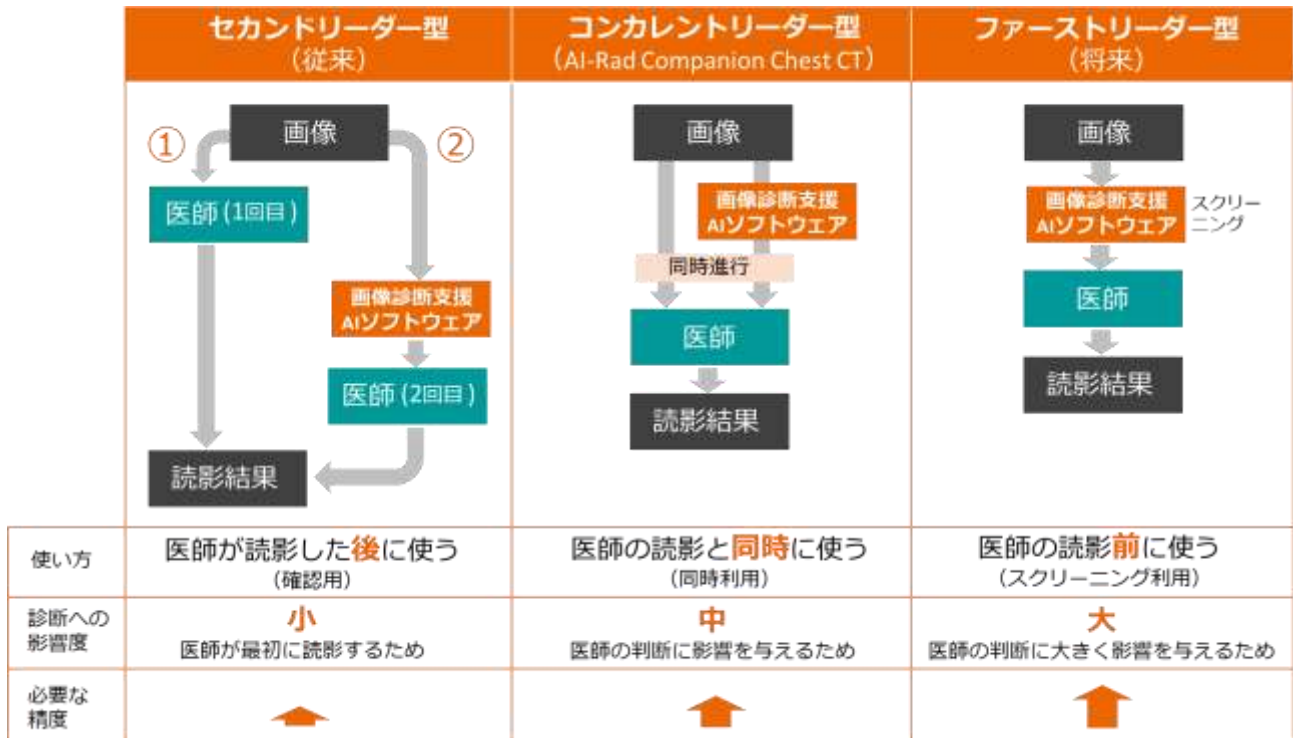 セカンドリーダー型
（従来）
コンカレントリーダー型
（AI-Rad Companion Chest CT）
ファーストリーダー型
（将来）
①
画像
②
医師（1回目）
画像診断支援
AIソフトウェア
医師（2回目）
読影結果
画像
画像診断支援
AIソフトウェア
同時進行
医師
読影結果
画像
画像診断支援
AIソフトウェア
スクリー
ニング
医師
読影結果
使い方
医師が読影した後に使う
（確認用）
医師の読影と同時に使う
（同時利用）
医師の読影前に使う
（スクリーニング利用）
診断への
影響度
小
医師が最初に読影するため
中
医師の判断に影響を与えるため
大
医師の判断に大きく影響を与えるため
必要な
精度